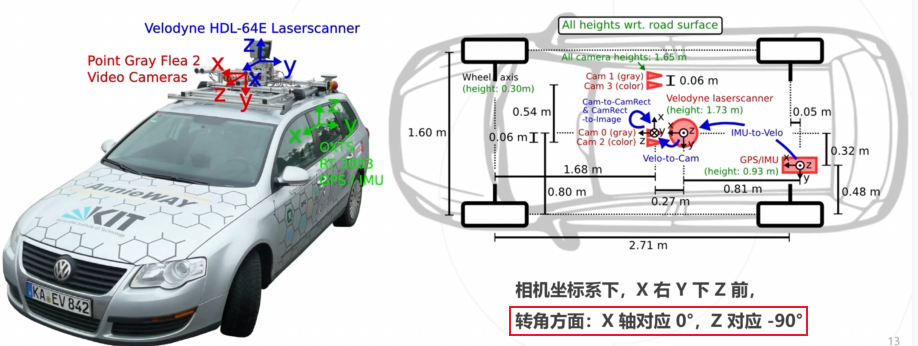 Velodyne HDL-64E Laserscanner
Point Gray Flea 2
Video Cameras
z
y
x
x
x
z
y
z
x
y
OXTS
RT 3003
GPS / IMU
AnnieWAY
KIT
KA EV 842
All heights wrt. road surface
All camera heights: 1.65 m
Wheel axis
(height: 0.30m)
Cam 1 (gray)
Cam 3 (color)
0.06 m
Velodyne laserscanner
(height: 1.73 m)
0.54 m
Cam-to-CamRect
& CamRect
-to-Image
0.05 m
1.60 m
0.06 m
Cam 0 (gray)
Cam 2 (color)
x
y
z
x
z
y
IMU-to-Velo
Velo-to-Cam
0.32 m
GPS/IMU
(height: 0.93 m)
x
z
y
1.68 m
0.80 m
0.27 m
0.81 m
0.48 m
2.71 m
相机坐标系下，X 右 Y 下 Z 前，
转角方面：X 轴对应 0°，Z 对应 -90°
13